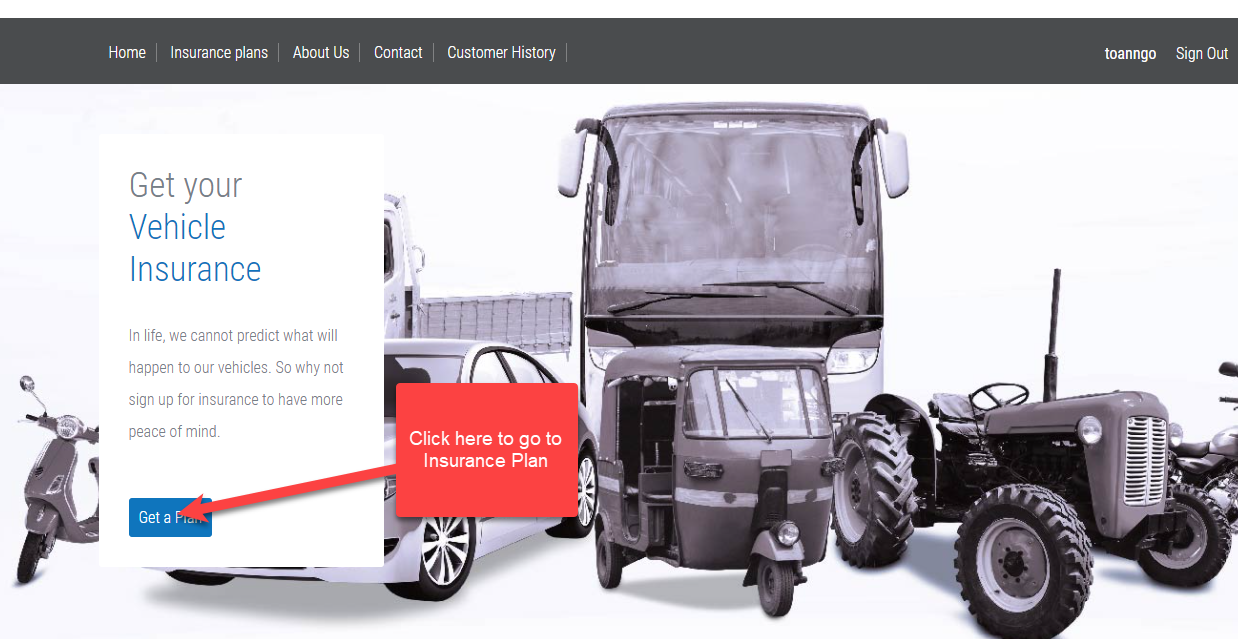 Home Insurance plans About Us Contact Customer History toanngo Sign Out
Get your
Vehicle
Insurance
In life, we cannot predict what will
happen to our vehicles. So why not
sign up for insurance to have more
peace of mind.
Click here to go to
Insurance Plan
Get a Plan